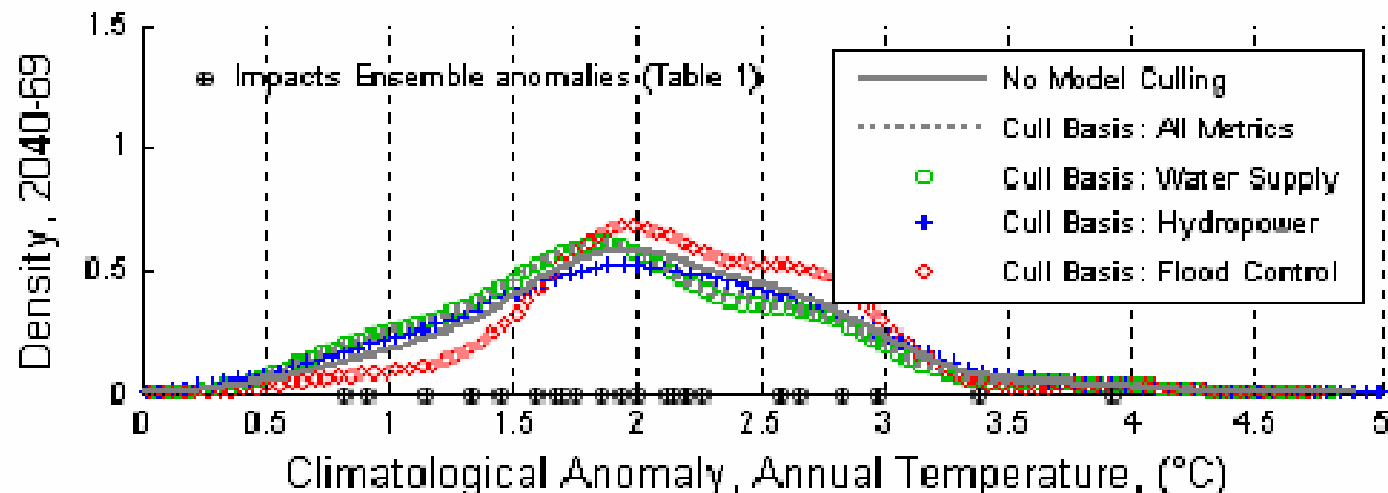 1.5
1
0.5
0
Density, 2040-69
⊕ Impacts Ensemble anomalies (Table 1)
No Model Culling
Cull Basis: All Metrics
Cull Basis: Water Supply
Cull Basis: Hydropower
Cull Basis: Flood Control
0 0.5 1 1.5 2 2.5 3 3.5 4 4.5 5
Climatological Anomaly, Annual Temperature, (°C)